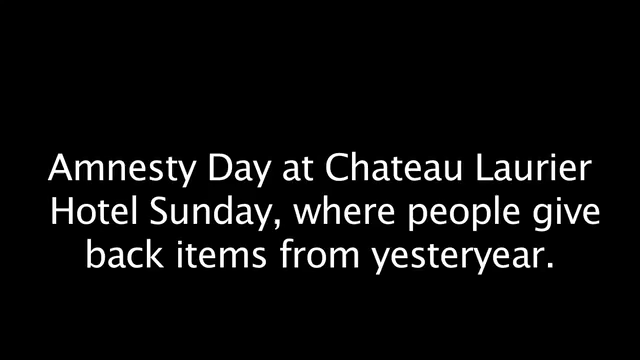 Amnesty Day at Chateau Laurier
Hotel Sunday, where people give
back items from yesteryear.